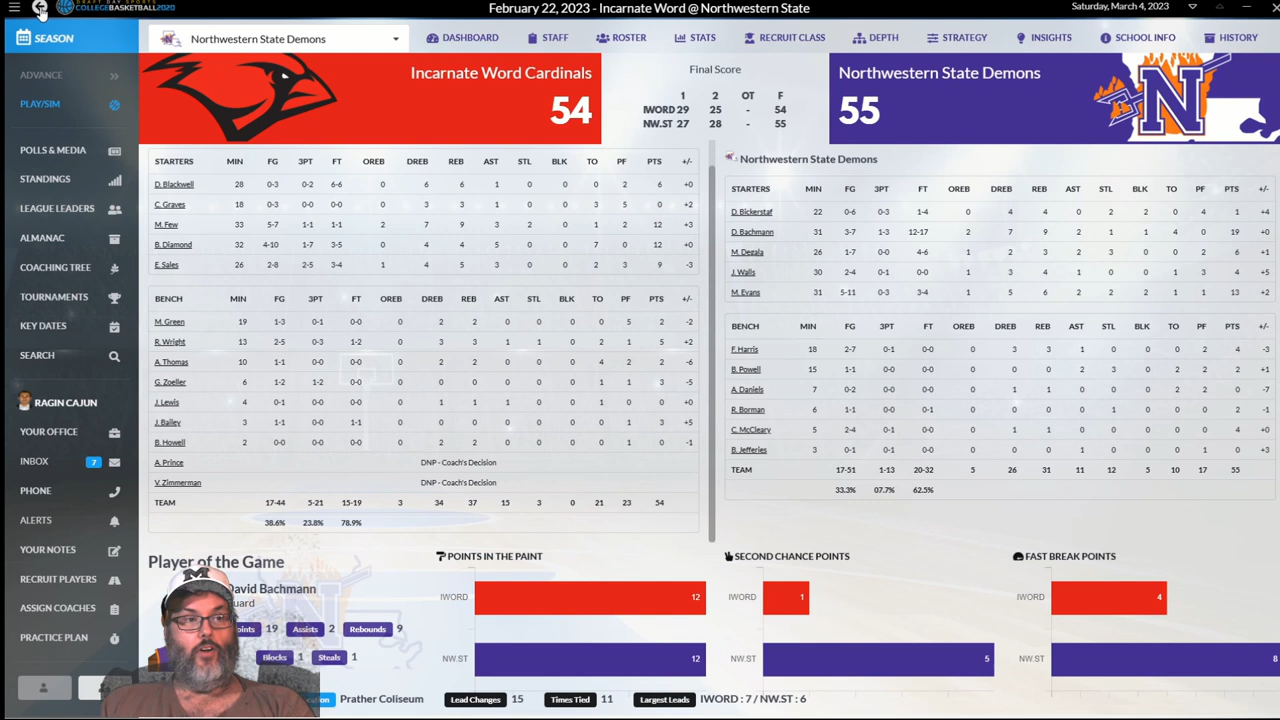 DRAFT DAY SPORTS
COLLEGEBASKETBALL2020
February 22, 2023 - Incarnate Word @ Northwestern State
Saturday, March 4, 2023
SEASON
Northwestern State Demons
DASHBOARD STAFF ROSTER STATS RECRUIT CLASS DEPTH STRATEGY INSIGHTS SCHOOL INFO HISTORY
ADVANCE
PLAY/SIM
POLLS & MEDIA
STANDINGS
LEAGUE LEADERS
ALMANAC
COACHING TREE
TOURNAMENTS
KEY DATES
SEARCH
RAGIN CAJUN
YOUR OFFICE
INBOX 7
PHONE
ALERTS
YOUR NOTES
RECRUIT PLAYERS
ASSIGN COACHES
PRACTICE PLAN
Incarnate Word Cardinals
54
Final Score
1 2 OT F
IWORD 29 25 - 54
NW.ST 27 28 - 55
Northwestern State Demons
55
STARTERS MIN FG 3PT FT OREB DREB REB AST STL BLK TO PF PTS +/-
D. Blackwell 28 0-3 0-2 6-6 0 6 6 1 0 0 0 2 6 +0
C. Graves 18 0-3 0-0 0-0 0 3 3 1 0 0 3 5 0 +2
M. Few 33 5-7 1-1 1-1 2 7 9 3 2 0 1 2 12 +3
B. Diamond 32 4-10 1-7 3-5 0 4 4 5 0 0 7 0 12 +0
E. Sales 26 2-8 2-5 3-4 1 4 5 3 0 0 2 3 9 -3
BENCH MIN FG 3PT FT OREB DREB REB AST STL BLK TO PF PTS +/-
M. Green 19 1-3 0-1 0-0 0 2 2 0 0 0 0 5 2 -2
R. Wright 13 2-5 0-3 1-2 0 3 3 1 1 0 2 1 5 +2
A. Thomas 10 1-1 0-0 0-0 0 2 2 0 0 0 4 2 2 -6
G. Zoeller 6 1-2 1-2 0-0 0 0 0 0 0 0 1 1 3 -5
J. Lewis 4 0-1 0-0 0-0 0 1 1 1 0 0 1 0 0 +0
J. Bailey 3 1-1 0-0 1-1 0 0 0 0 0 0 0 1 3 +5
B. Howell 2 0-0 0-0 0-0 0 2 2 0 0 0 0 1 0 -1
A. Prince DNP - Coach's Decision
V. Zimmerman DNP - Coach's Decision
TEAM 17-44 5-21 15-19 3 34 37 15 3 0 21 23 54
38.6% 23.8% 78.9%
Northwestern State Demons
STARTERS MIN FG 3PT FT OREB DREB REB AST STL BLK TO PF PTS +/-
D. Bickerstaf 22 0-6 0-3 1-4 0 4 4 0 2 2 0 4 1 +4
D. Bachmann 31 3-7 1-3 12-17 2 7 9 2 1 1 4 0 19 +0
M. Degala 26 1-7 0-0 4-6 1 2 3 2 3 0 2 2 6 +1
J. Walls 30 2-4 0-1 0-0 1 3 4 1 0 0 1 3 4 +5
M. Evans 31 5-11 0-3 3-4 1 5 6 2 2 2 1 1 13 +2
BENCH MIN FG 3PT FT OREB DREB REB AST STL BLK TO PF PTS +/-
F. Harris 18 2-7 0-1 0-0 0 3 3 1 0 0 0 2 4 -3
B. Powell 15 1-1 0-0 0-0 0 0 0 2 3 0 2 2 2 +1
A. Daniels 7 0-2 0-0 0-0 0 1 1 0 0 0 2 2 0 -7
R. Borman 6 1-1 0-0 0-1 0 0 0 0 1 0 0 0 2 -1
C. McCleary 5 2-4 0-1 0-0 0 1 1 0 0 0 0 0 4 +0
B. Jefferies 3 0-1 0-1 0-0 0 0 0 1 0 0 0 1 0 +3
TEAM 17-51 1-13 20-32 5 26 31 11 12 5 10 17 55
33.3% 07.7% 62.5%
Player of the Game
David Bachmann
19 Assists 2 Rebounds 9
Blocks 1 Steals 1
POINTS IN THE PAINT
IWORD 12
NW.ST 12
SECOND CHANCE POINTS
IWORD 1
NW.ST 5
FAST BREAK POINTS
IWORD 4
NW.ST 8
Prather Coliseum Lead Changes 15 Times Tied 11 Largest Leads IWORD : 7 / NW.ST : 6